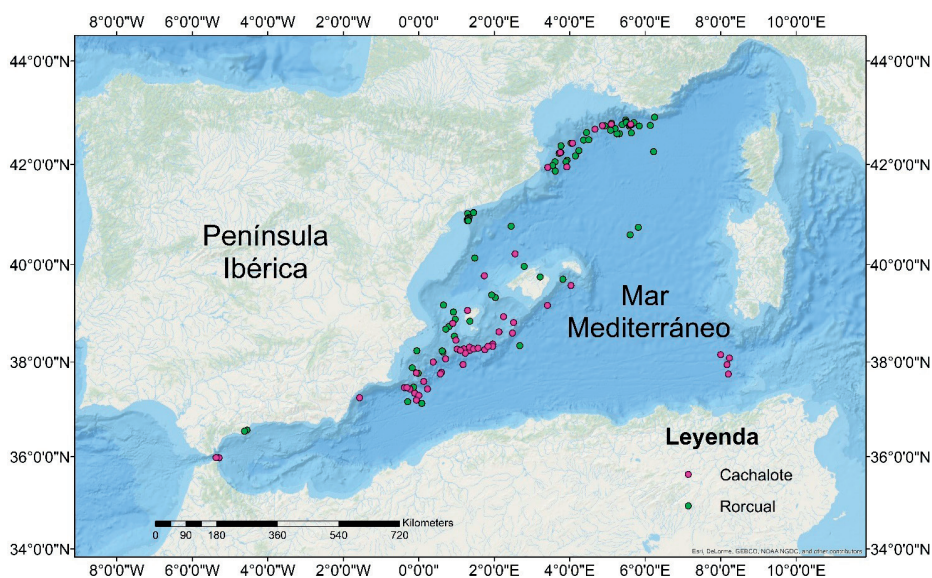 8°0'0"W 6°0'0"W 4°0'0"W 2°0'0"W 0°0'0" 2°0'0"E 4°0'0"E 6°0'0"E 8°0'0"E 10°0'0"E
44°0'0"N 44°0'0"N
42°0'0"N 42°0'0"N
Península
Ibérica
40°0'0"N 40°0'0"N
Mar
Mediterráneo
38°0'0"N 38°0'0"N
Leyenda
36°0'0"N 36°0'0"N
Cachalote
Rorcual
Kilometers
0 90 180 360 540 720
34°0'0"N 34°0'0"N
Esri, DeLorme, GEBCO, NOAA NGDC, and other contributors
8°0'0"W 6°0'0"W 4°0'0"W 2°0'0"W 0°0'0" 2°0'0"E 4°0'0"E 6°0'0"E 8°0'0"E 10°0'0"E